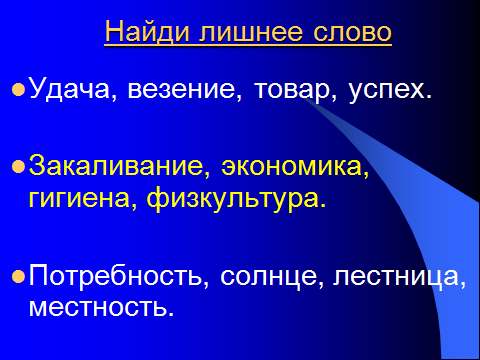 Найди лишнее слово
Удача, везение, товар, успех.
Закаливание, экономика,
гигиена, физкультура.
Потребность, солнце, лестница,
местность.